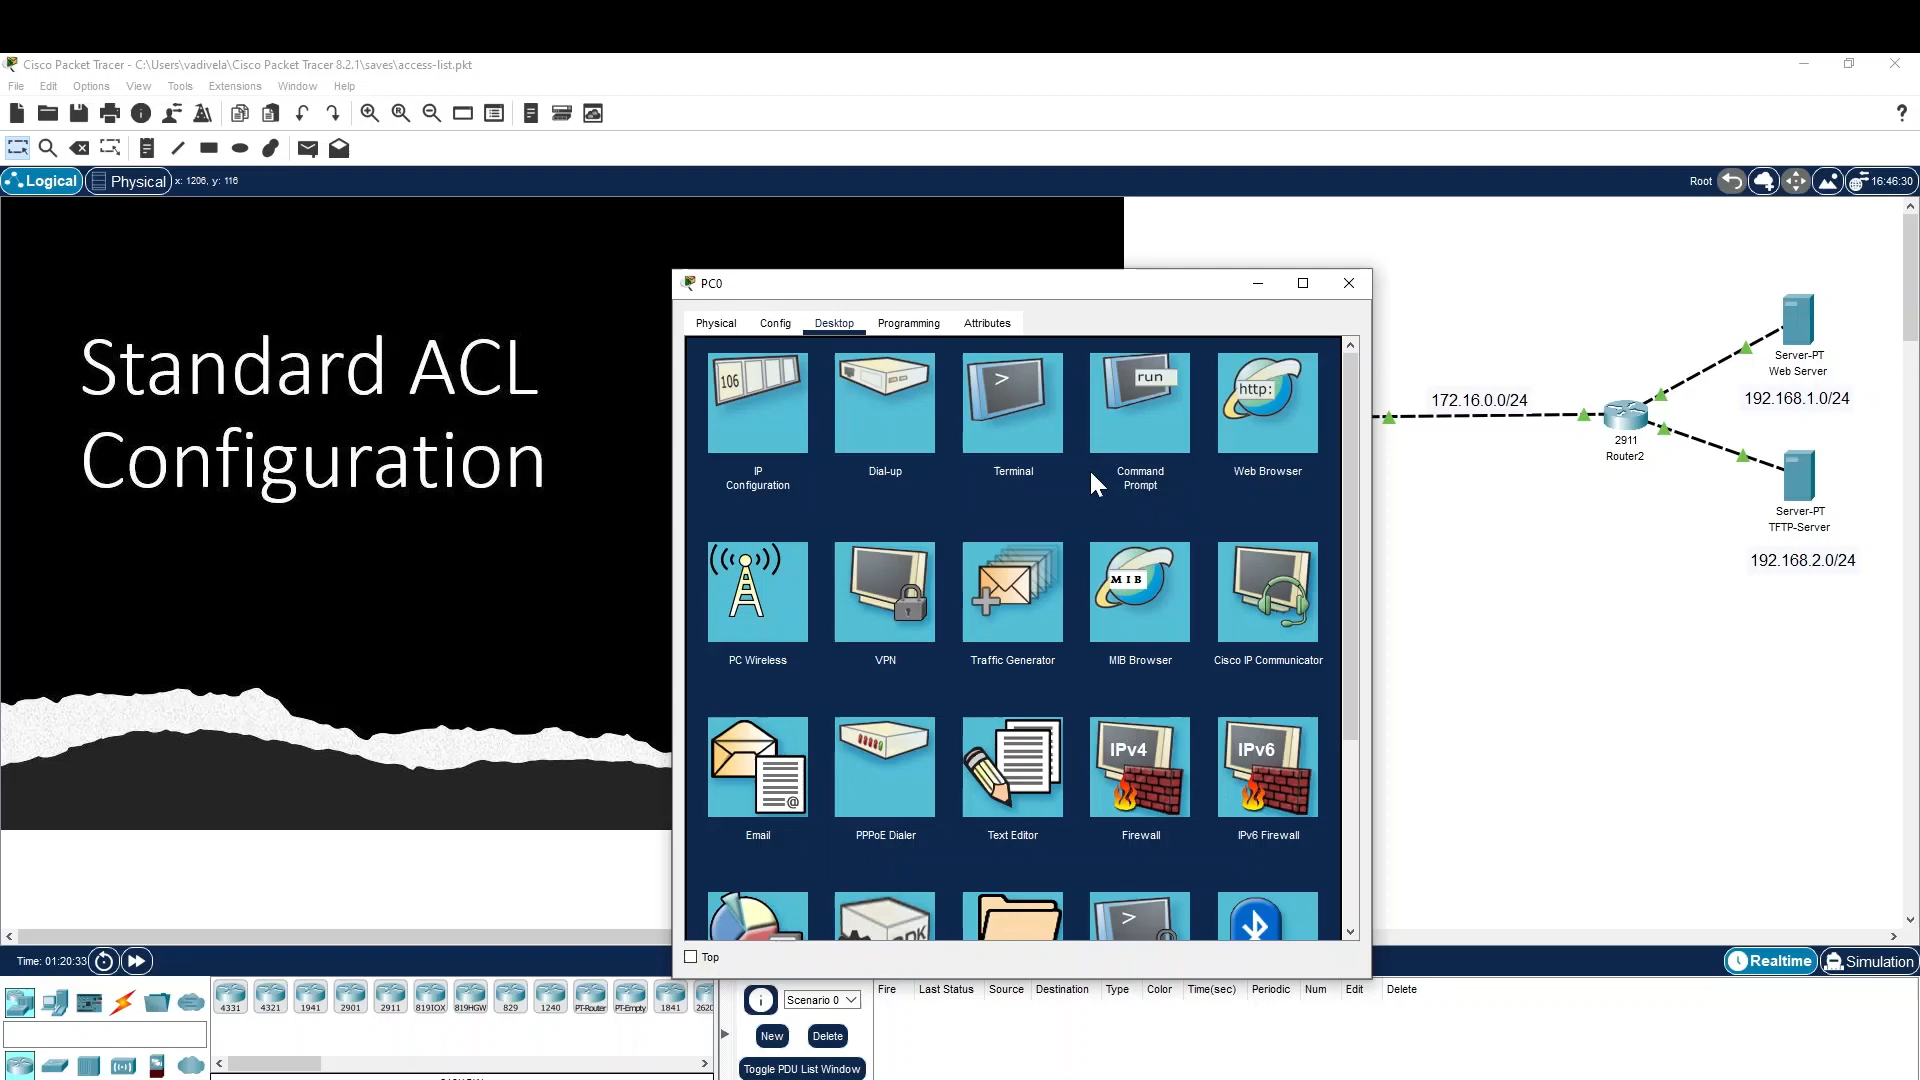 Cisco Packet Tracer - C:\Users\vadivela\Cisco Packet Tracer 8.2.1\saves\access-list.pkt
File Edit Options View Tools Extensions Window Help
?
Logical Physical x: 1206, y: 116 Root 16:46:30
Standard ACL
Configuration
PC0
Physical Config Desktop Programming Attributes
106
>
run
http:
IP
Configuration
Dial-up
Terminal
Command
Prompt
Web Browser
MIB
PC Wireless
VPN
Traffic Generator
MIB Browser
Cisco IP Communicator
@
IPv4
IPv6
Email
PPPoE Dialer
Text Editor
Firewall
IPv6 Firewall
>
Top
172.16.0.0/24
2911
Router2
Server-PT
Web Server
192.168.1.0/24
Server-PT
TFTP-Server
192.168.2.0/24
Time: 01:20:33
Realtime Simulation
4331 4321 1941 2901 2911 819IOX 819HGW 829 1240 PT-Router PT-Empty 1841
Scenario 0
New Delete
Toggle PDU List Window
Fire Last Status Source Destination Type Color Time(sec) Periodic Num Edit Delete